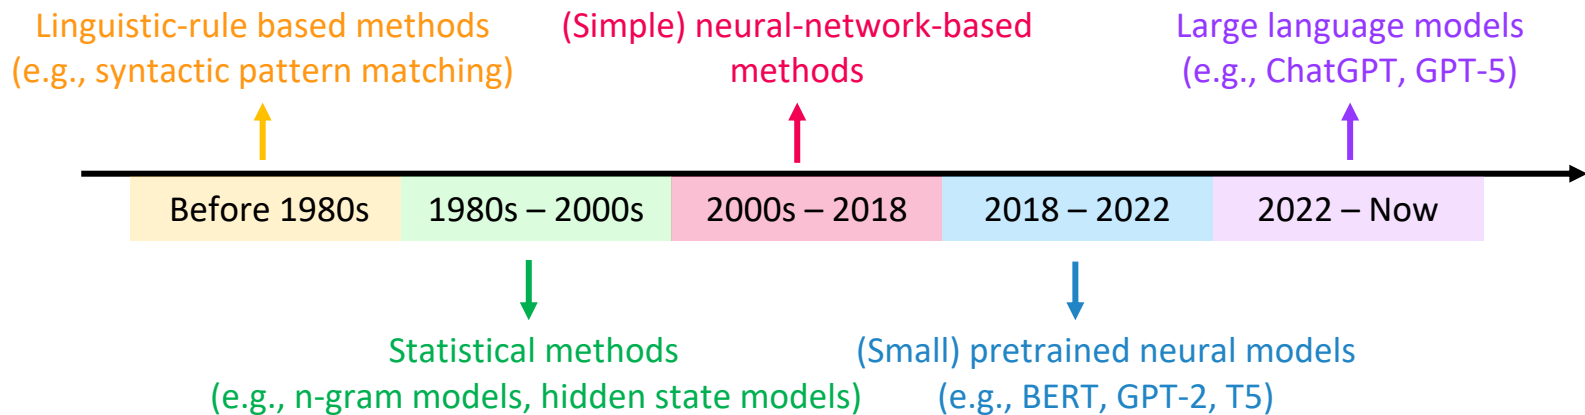 Linguistic-rule based methods
(e.g., syntactic pattern matching)
(Simple) neural-network-based
methods
Large language models
(e.g., ChatGPT, GPT-5)
Before 1980s
1980s – 2000s
2000s – 2018
2018 – 2022
2022 – Now
Statistical methods
(e.g., n-gram models, hidden state models)
(Small) pretrained neural models
(e.g., BERT, GPT-2, T5)